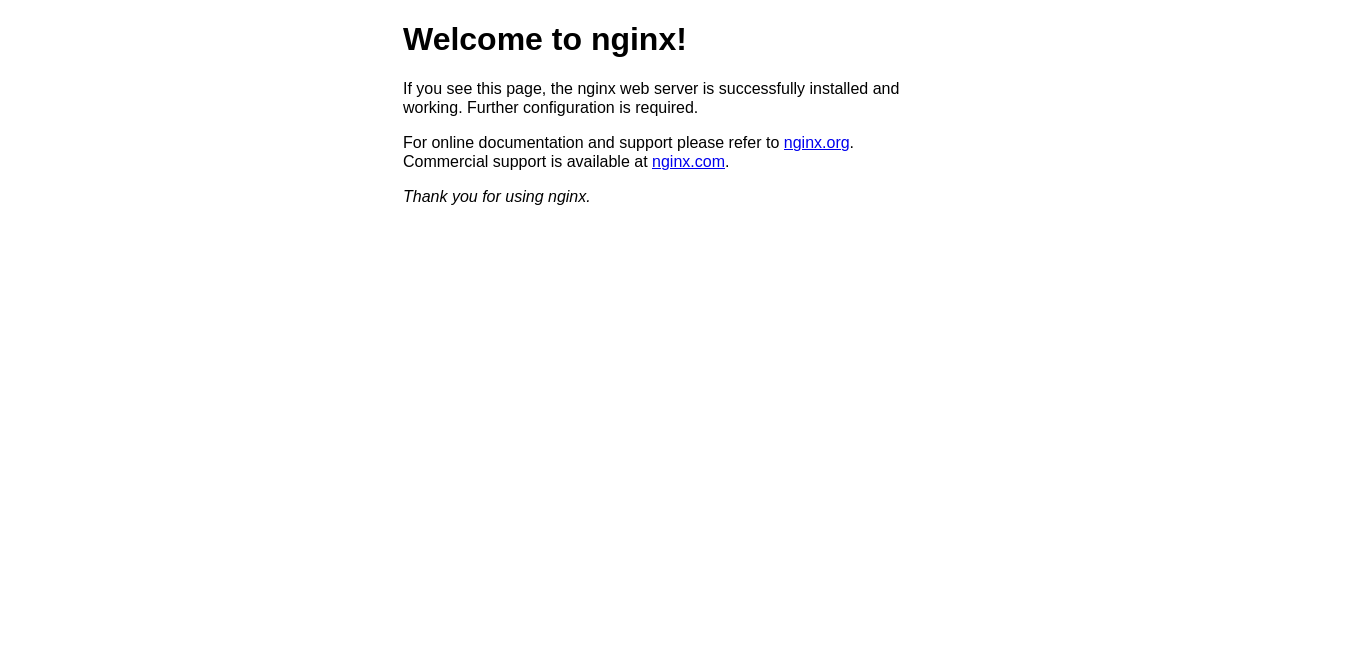 Welcome to nginx!
If you see this page, the nginx web server is successfully installed and
working. Further configuration is required.
For online documentation and support please refer to nginx.org.
Commercial support is available at nginx.com.
Thank you for using nginx.